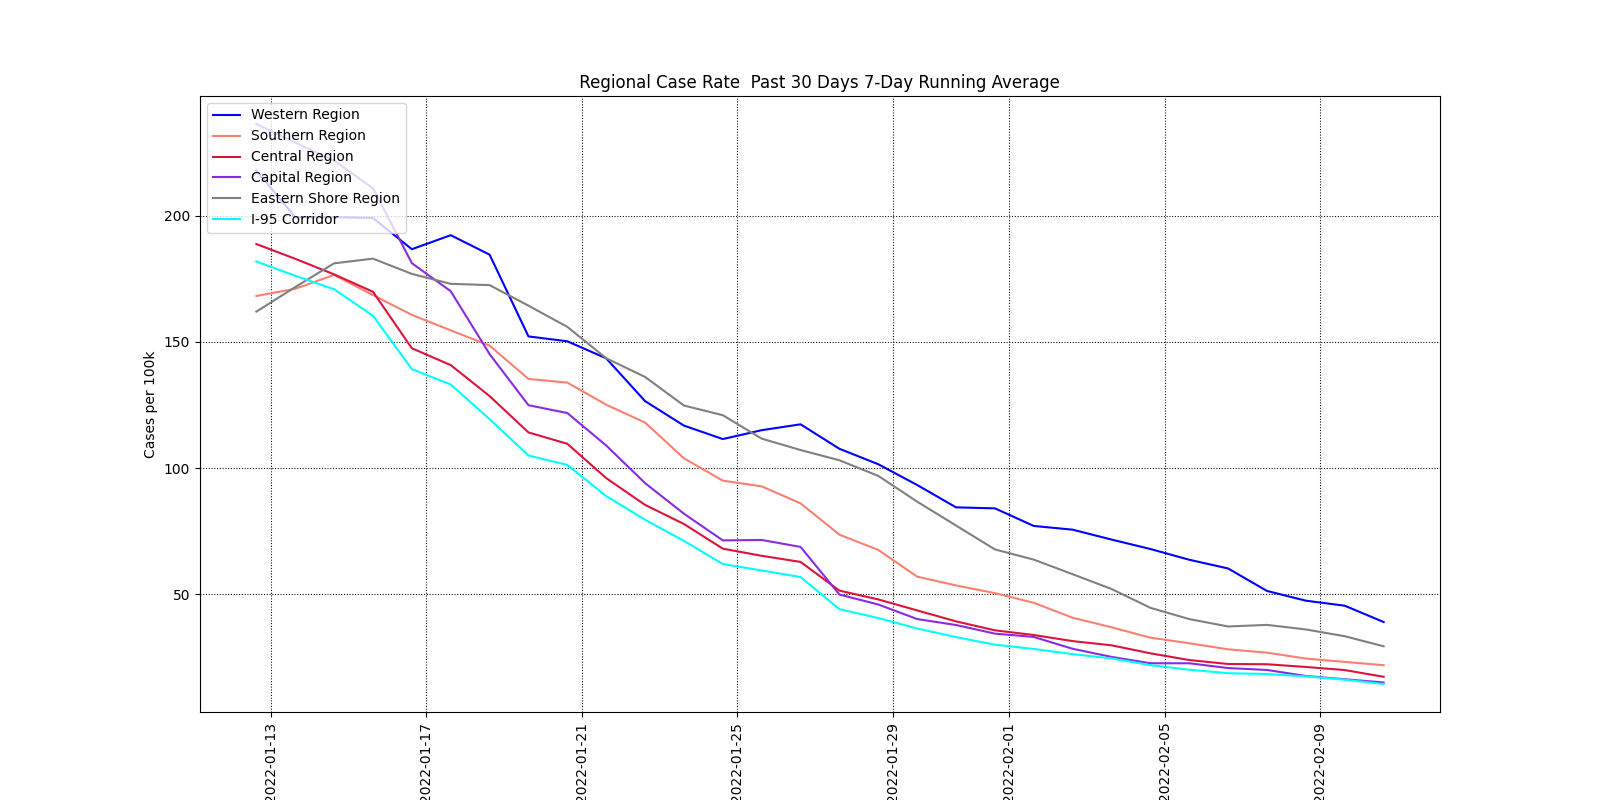 Regional Case Rate  Past 30 Days 7-Day Running Average
Western Region
Southern Region
Central Region
Capital Region
Eastern Shore Region
I-95 Corridor
200
150
100
50
Cases per 100k
2022-01-13
2022-01-17
2022-01-21
2022-01-25
2022-01-29
2022-02-01
2022-02-05
2022-02-09